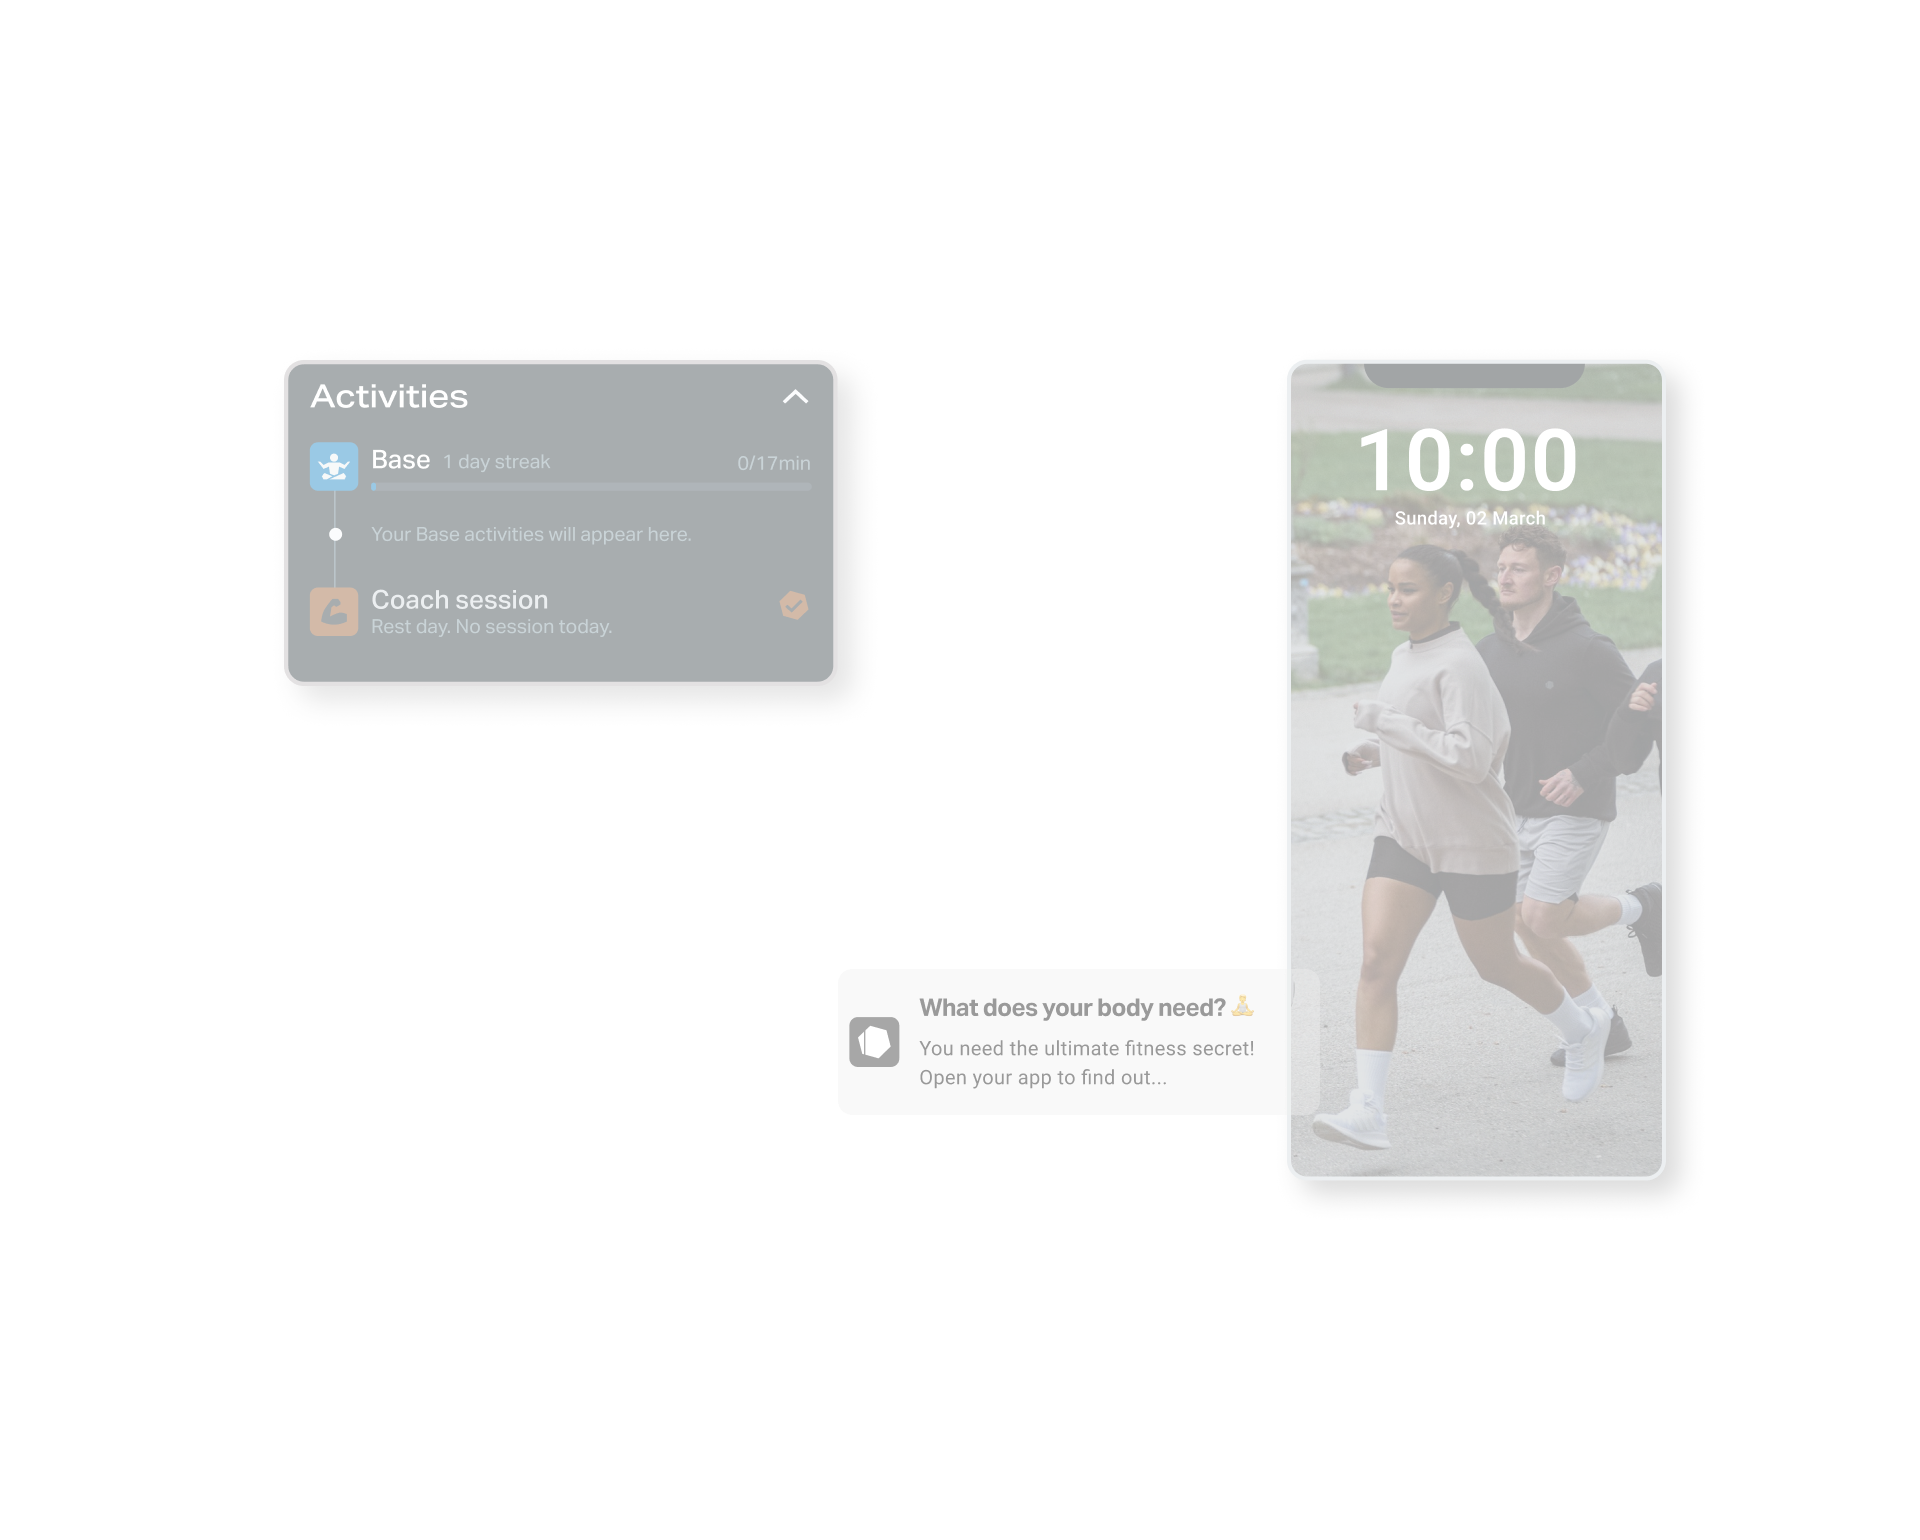 Activities
Base 1 day streak 0/17min
Your Base activities will appear here.
Coach session
Rest day. No session today.
10:00
Sunday, 02 March
What does your body need? 🧘
You need the ultimate fitness secret!
Open your app to find out...